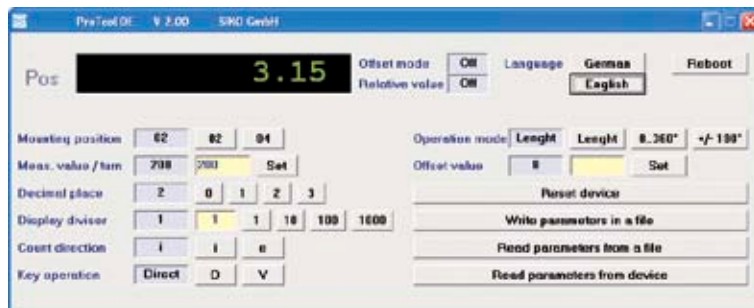 ProTool DE V 2.00 SIKO GmbH
Pos 3.15 Offset mode Off Language German Reboot
Relative value Off English
Mounting position 02 02 04 Operation mode Lenght Lenght 0..360° +/- 180°
Meas. value / turn 200 200 Set Offset value 0 Set
Decimal place 2 0 1 2 3 Reset device
Display divisor 1 1 1 10 100 1000 Write parameters in a file
Count direction i i e Read parameters from a file
Key operation Direct D V Read parameters from device